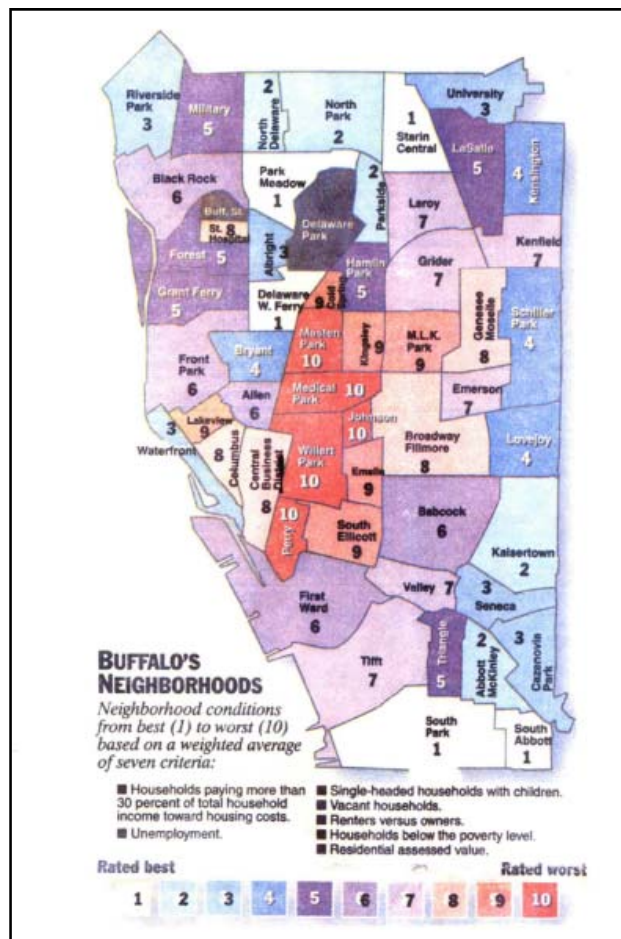 Riverside
Park
3
Military
5
2
North
Delaware
North
Park
2
1
Starin
Central
University
3
LaSalle
5
4
Kensington
Black Rock
6
Park
Meadow
1
2
Parkside
Delaware
Park
Leroy
7
Buff. St.
St. 8
Hospital
Albright
3
Forest
5
Kenfield
7
Hamlin
Park
5
Grider
7
Grant Ferry
5
Delaware
W. Ferry
1
9
Cold
Spring
Genesee
Moselle
8
Schiller
Park
4
Masten
Park
10
Kingsley
9
M.L.K.
Park
9
Front
Park
6
Bryant
4
Medical
Park
10
Emerson
7
Allen
6
3
Waterfront
Lakeview
9
8
Columbus
Johnson
10
Central
Business
District
8
Willert
Park
10
Broadway
Fillmore
8
Lovejoy
4
Emslie
9
10
Perry
South
Ellicott
9
Babcock
6
Kaisertown
2
First
Ward
6
Valley 7
3
Seneca
Tifft
7
Triangle
5
2
Abbott
McKinley
3
Cazenovia
Park
South
Park
1
South
Abbott
1
BUFFALO'S
NEIGHBORHOODS
Neighborhood conditions
from best (1) to worst (10)
based on a weighted average
of seven criteria:
Households paying more than
30 percent of total household
income toward housing costs.
Unemployment.
Single-headed households with children.
Vacant households.
Renters versus owners.
Households below the poverty level.
Residential assessed value.
Rated best
Rated worst
1 2 3 4 5 6 7 8 9 10